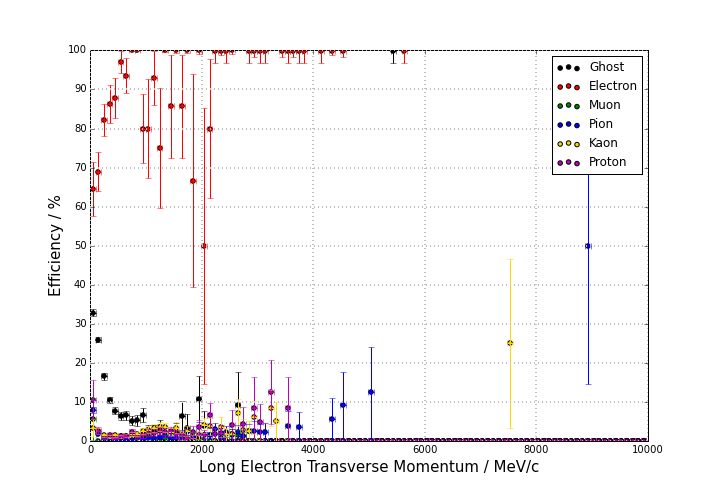 100
90
80
70
60
50
40
30
20
10
0
Efficiency / %
Ghost
Electron
Muon
Pion
Kaon
Proton
0
2000
4000
6000
8000
10000
Long Electron Transverse Momentum / MeV/c